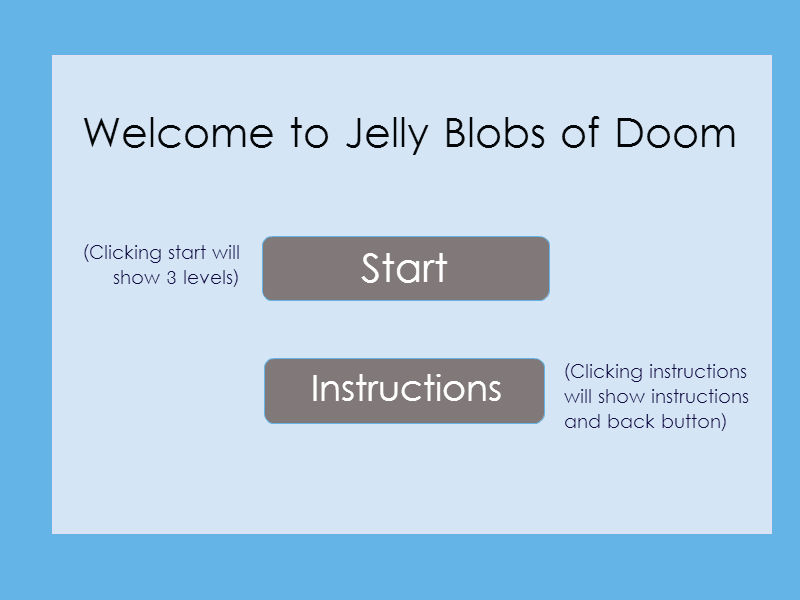 Welcome to Jelly Blobs of Doom
(Clicking start will
show 3 levels)
Start
Instructions
(Clicking instructions
will show instructions
and back button)